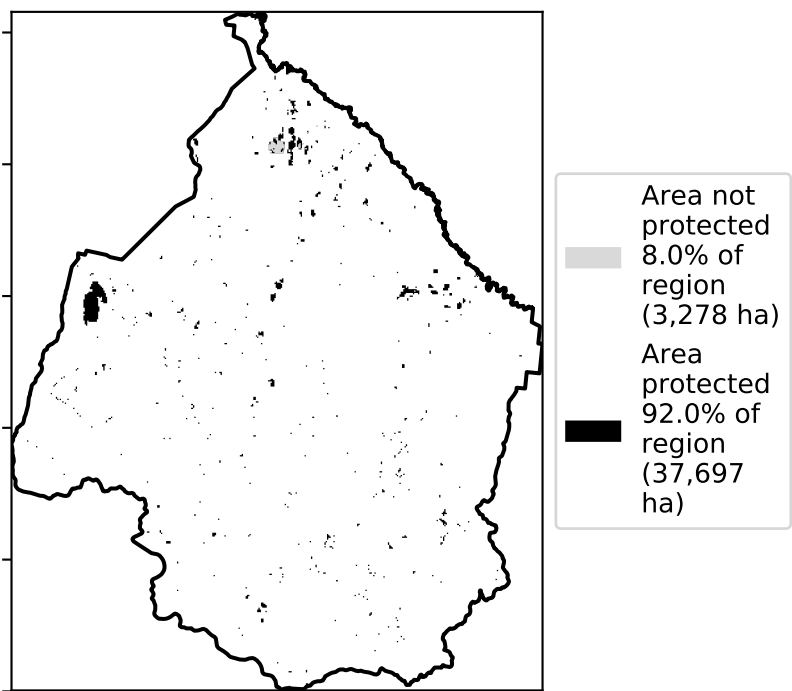 Area not
protected
8.0% of
region
(3,278 ha)
Area
protected
92.0% of
region
(37,697
ha)